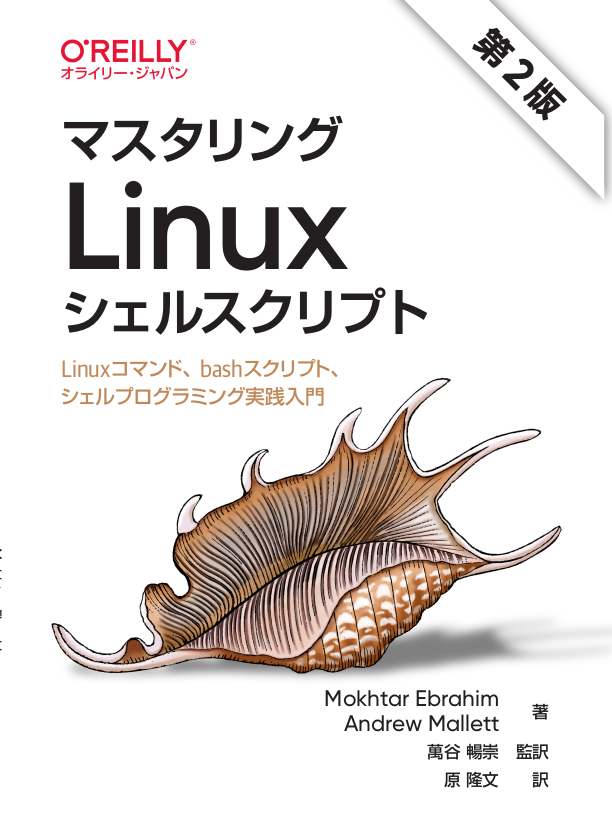 O'REILLY®
オライリー・ジャパン
第2版
マスタリング
Linux
シェルスクリプト
Linuxコマンド、bashスクリプト、
シェルプログラミング実践入門
Mokhtar Ebrahim
Andrew Mallett
著
萬谷 暢崇 監訳
原 隆文 訳